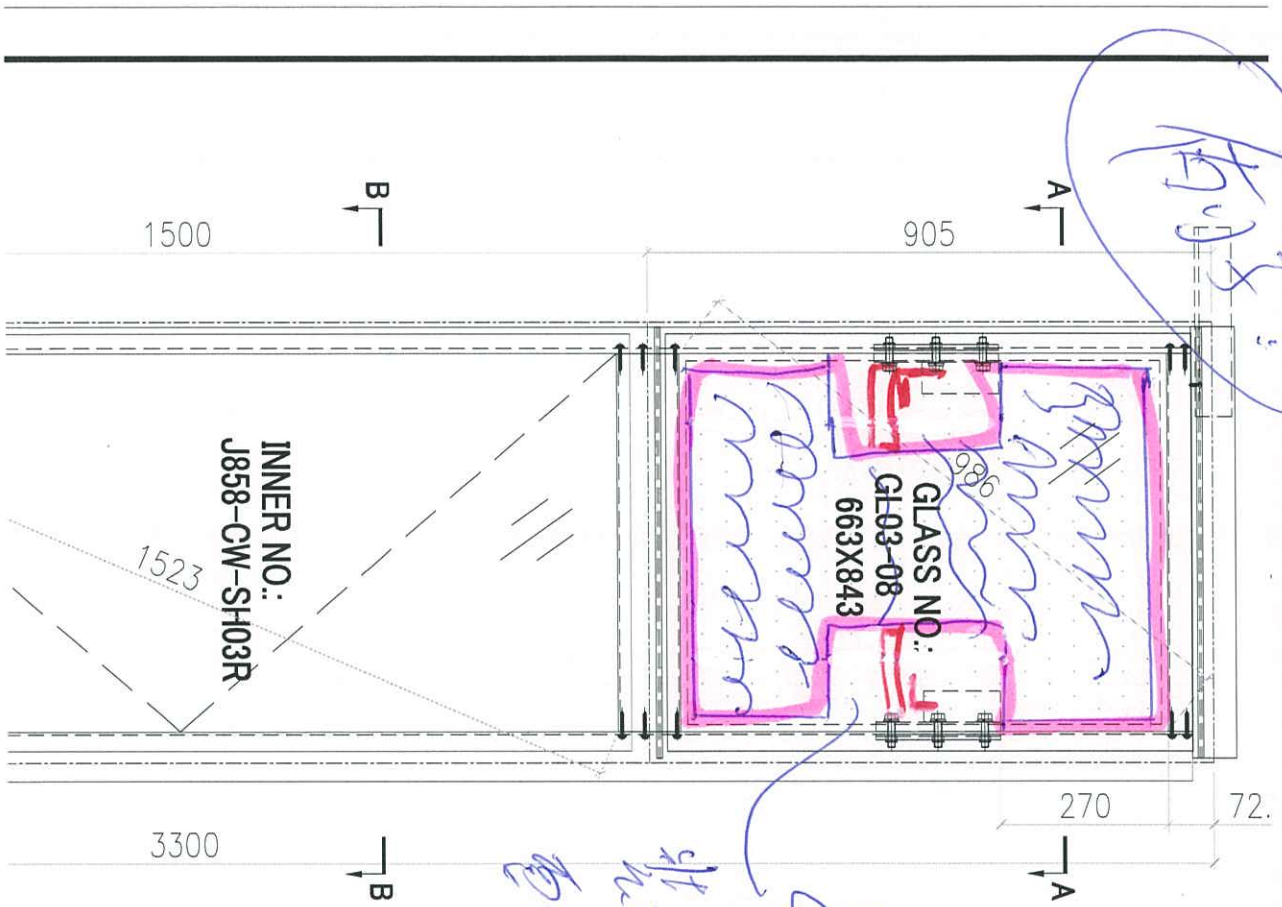 B
A
1500
905
986
GLASS NO.:
GL03-08
663X843
INNER NO.:
J858-CW-SH03R
1523
270
72.
3300
B
A